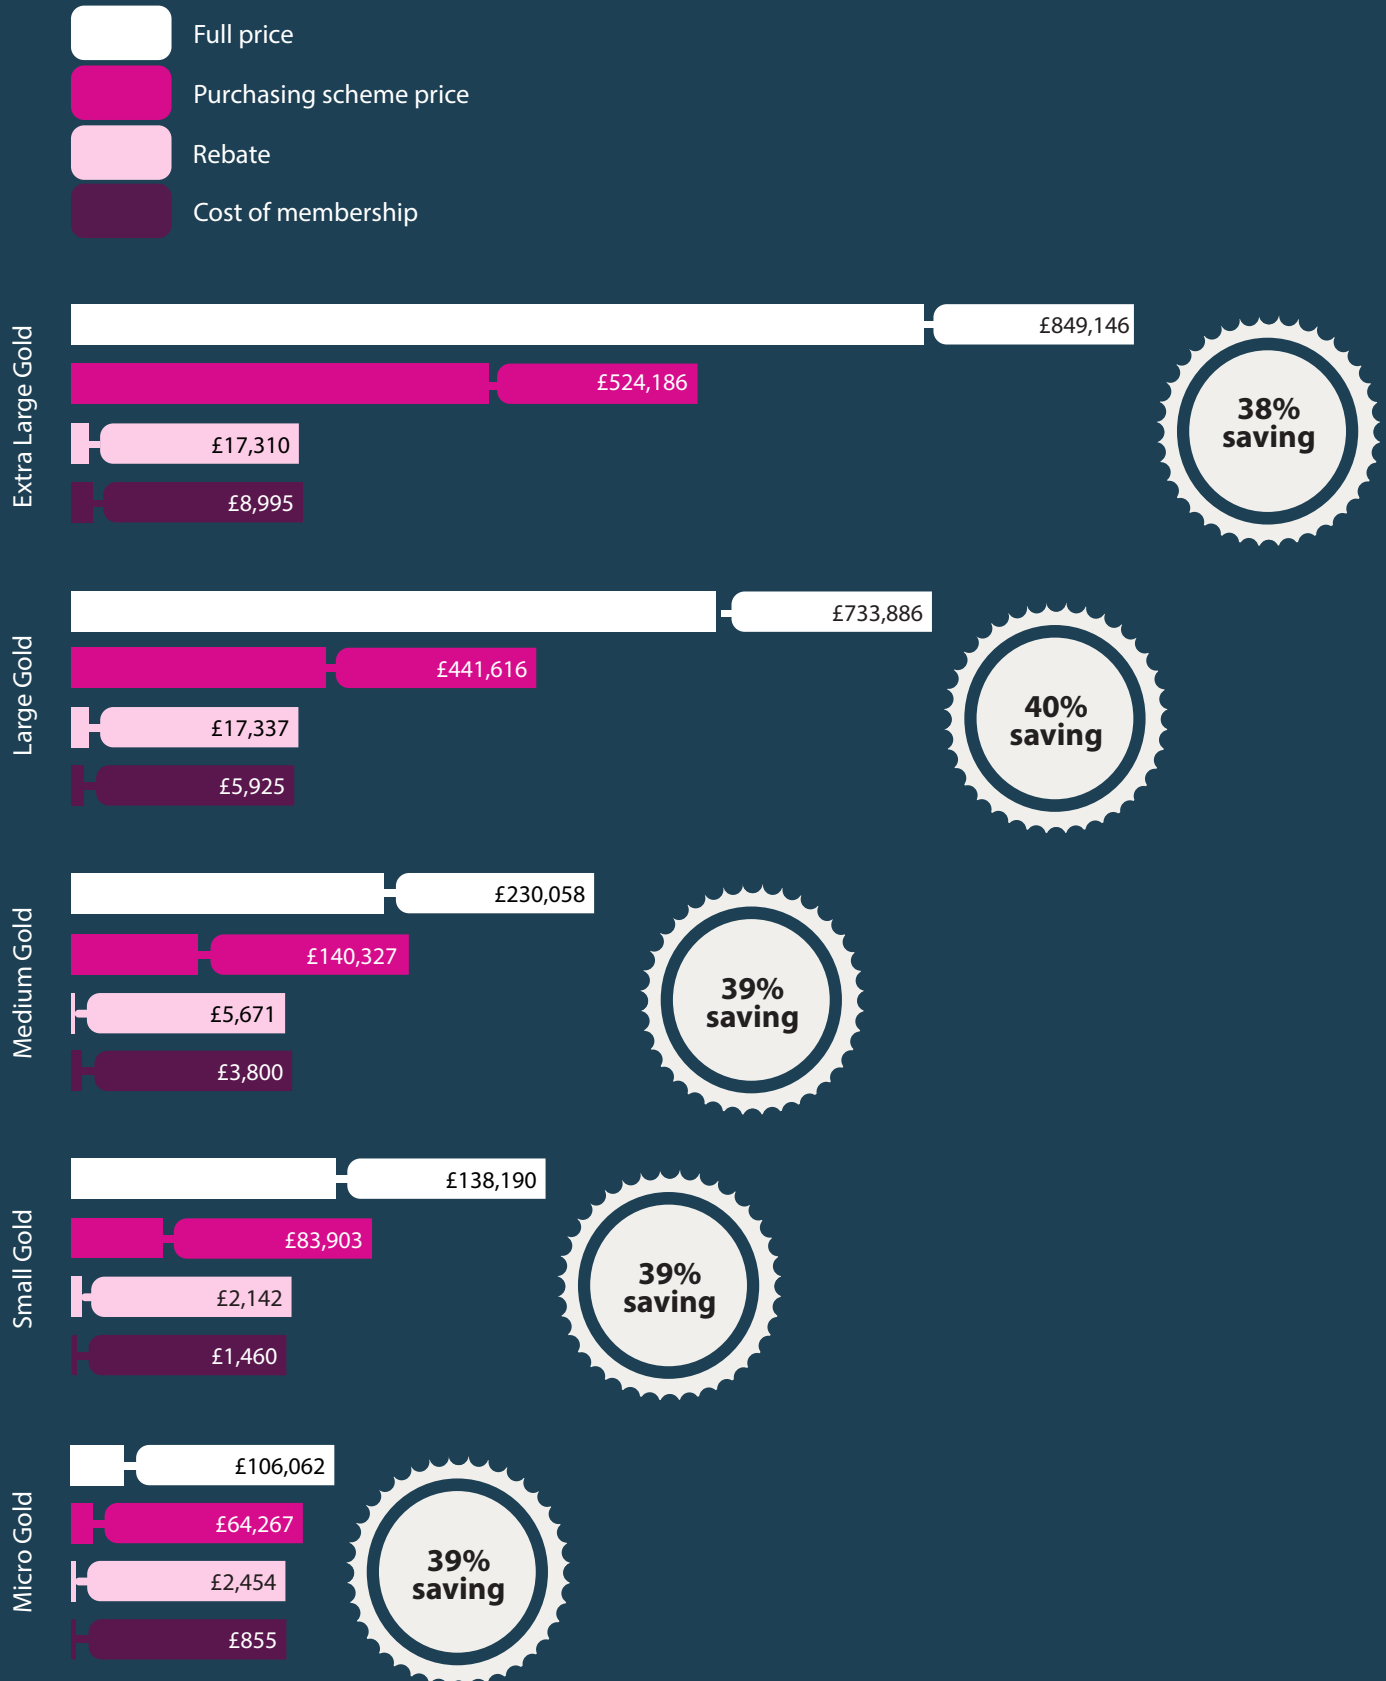 Full price
Purchasing scheme price
Rebate
Cost of membership
Extra Large Gold
£849,146
£524,186
£17,310
£8,995
38%
saving
Large Gold
£733,886
£441,616
£17,337
£5,925
40%
saving
Medium Gold
£230,058
£140,327
£5,671
£3,800
39%
saving
Small Gold
£138,190
£83,903
£2,142
£1,460
39%
saving
Micro Gold
£106,062
£64,267
£2,454
£855
39%
saving